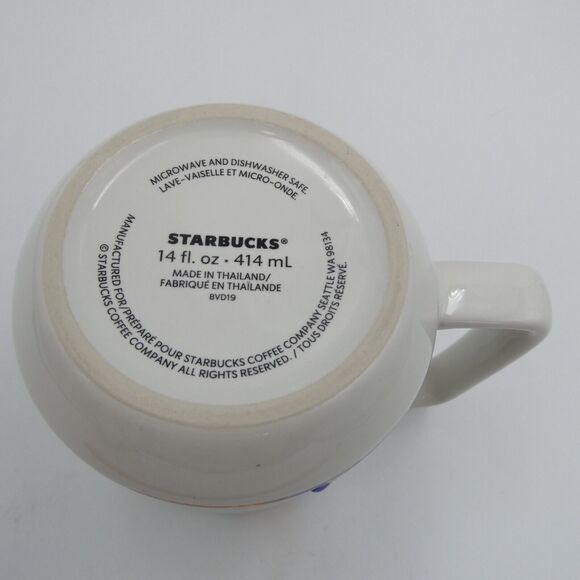 MICROWAVE AND DISHWASHER SAFE.
LAVE-VAISELLE ET MICRO-ONDE.
STARBUCKS®
14 fl. oz • 414 mL
MADE IN THAILAND/
FABRIQUÉ EN THAÏLANDE
BVD19
MANUFACTURED FOR/PRÉPARÉ POUR STARBUCKS COFFEE COMPANY SEATTLE WA 98134
© STARBUCKS COFFEE COMPANY ALL RIGHTS RESERVED. / TOUS DROITS RÉSERVÉ.